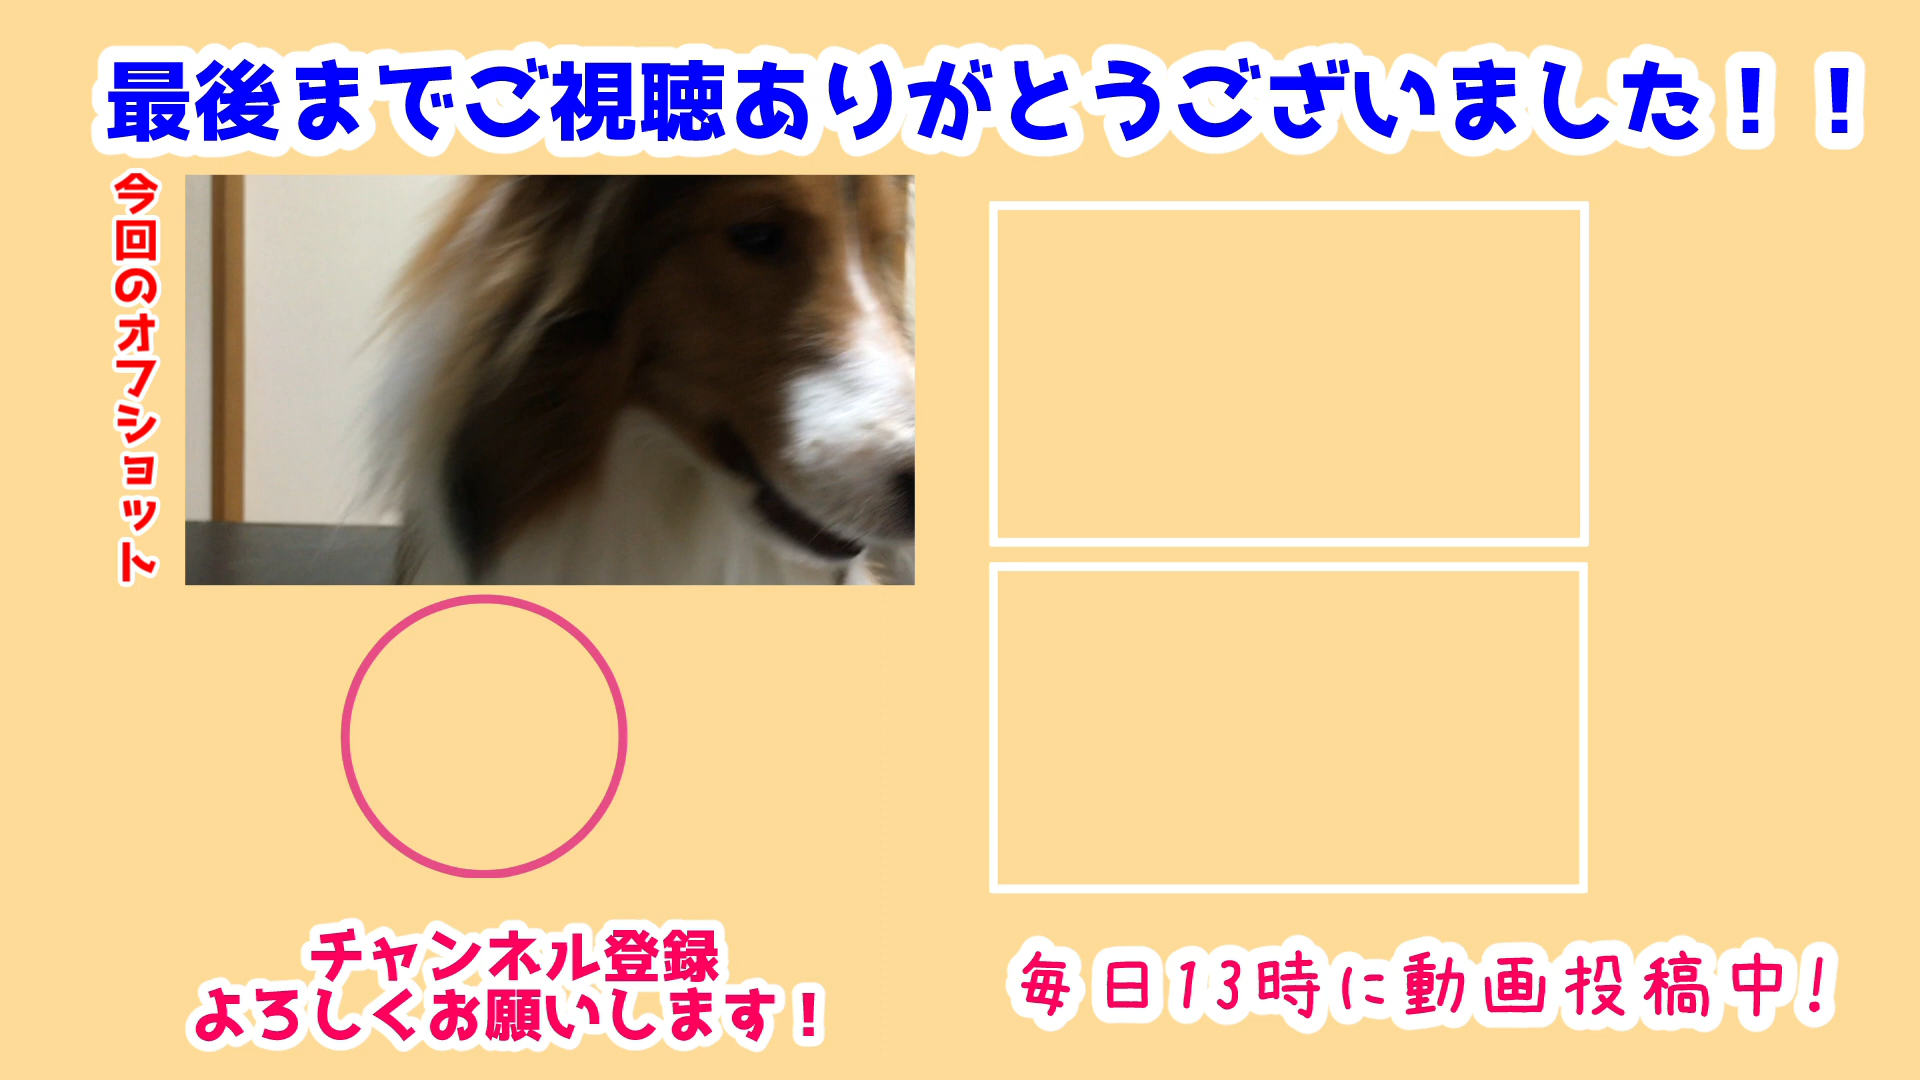 最後までご視聴ありがとうございました！！
今回のオフショット
チャンネル登録
よろしくお願いします！
毎日13時に動画投稿中!